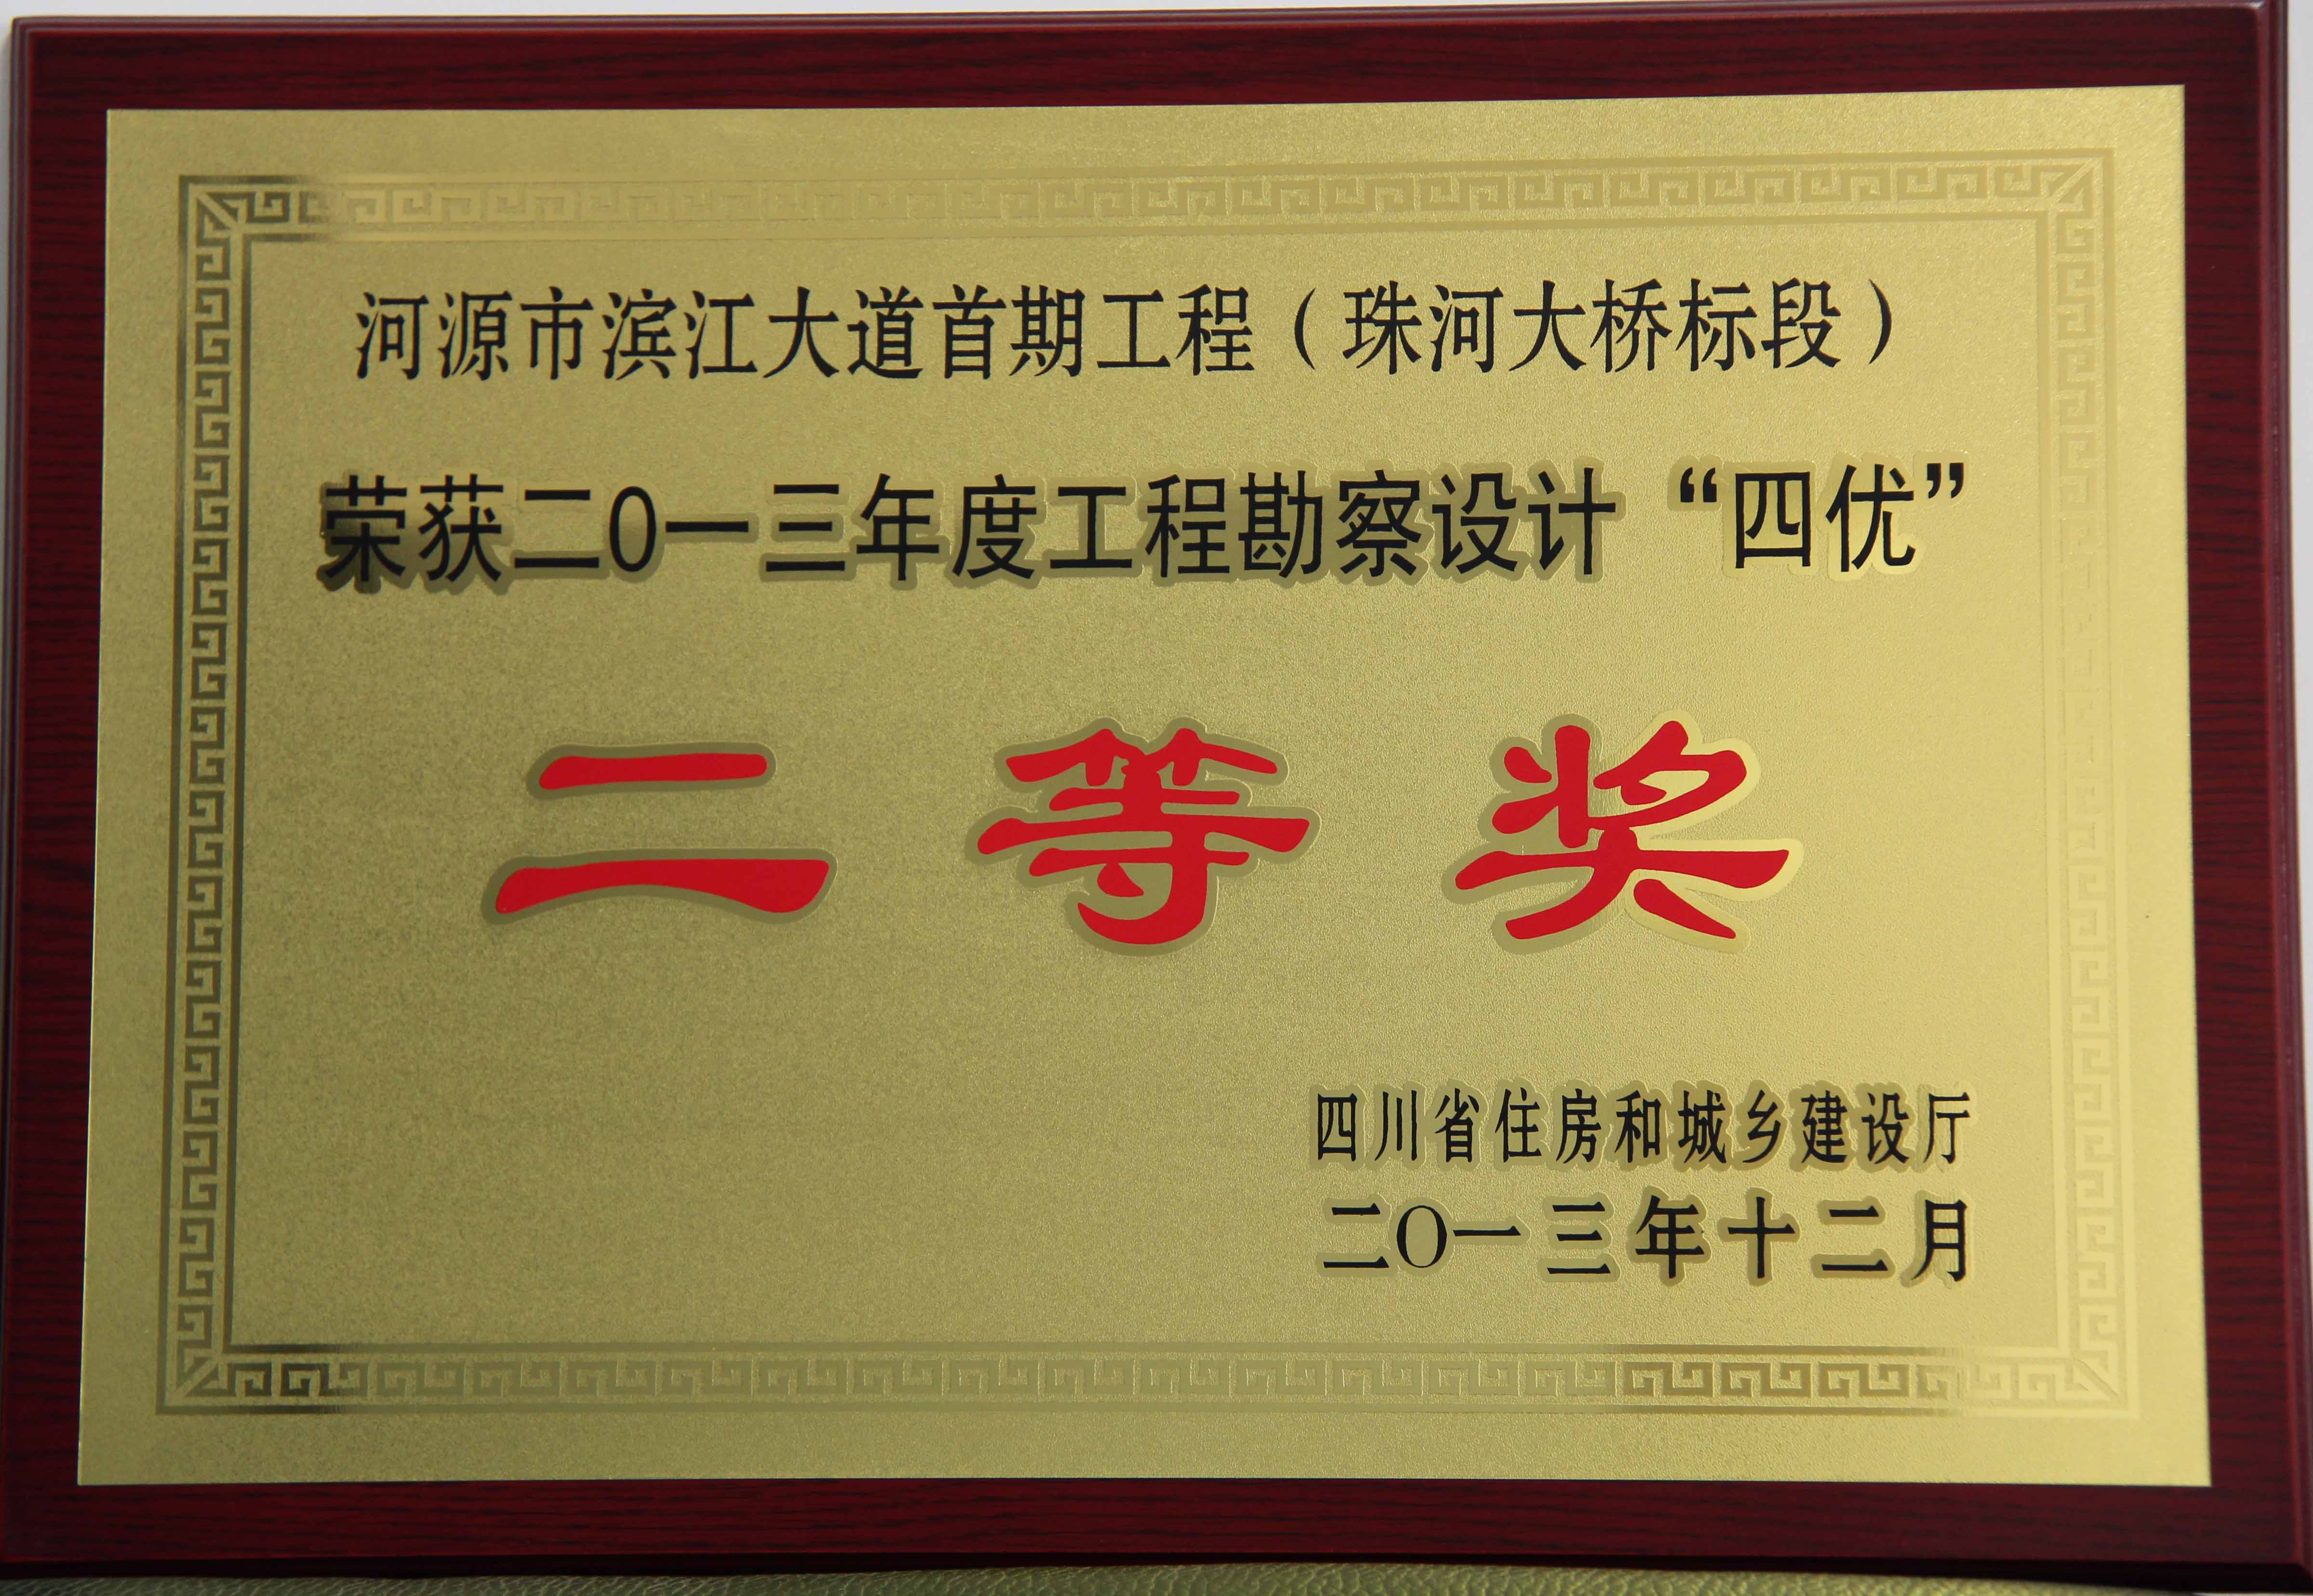 河源市滨江大道首期工程（珠河大桥标段）
荣获二0一三年度工程勘察设计“四优”
二等奖
四川省住房和城乡建设厅
二O一三年十二月